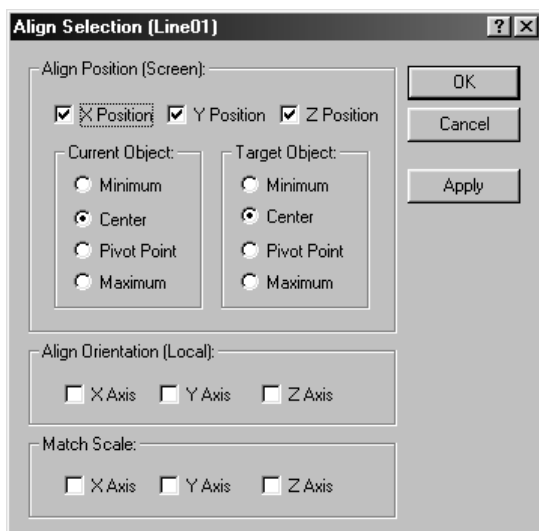 Align Selection (Line01)
Align Position (Screen):
X Position Y Position Z Position
Current Object:
Minimum
Center
Pivot Point
Maximum
Target Object:
Minimum
Center
Pivot Point
Maximum
OK
Cancel
Apply
Align Orientation (Local):
X Axis Y Axis Z Axis
Match Scale:
X Axis Y Axis Z Axis